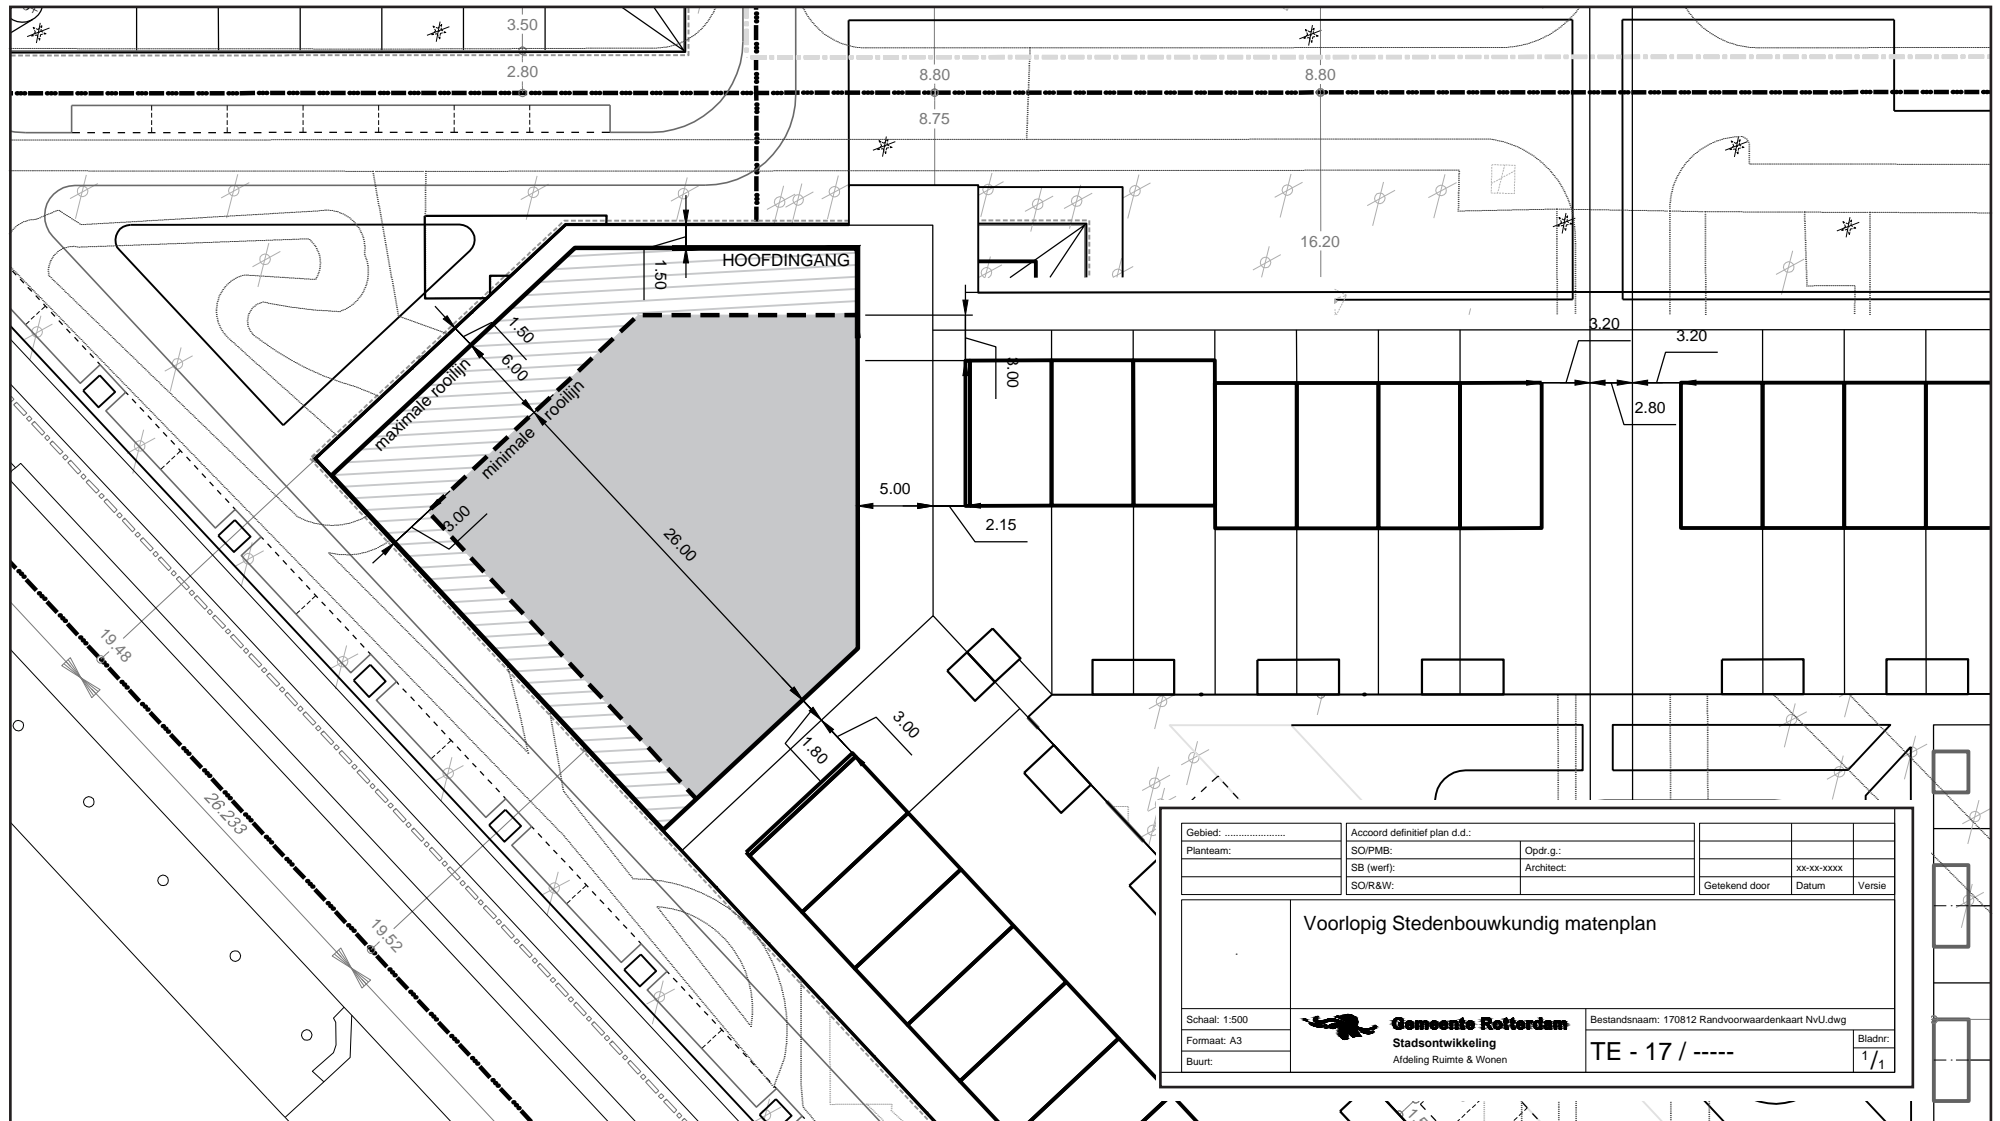 3.50
2.80
8.80
8.80
8.75
16.20
HOOFDINGANG
1.50
1.50
6.00
maximale rooilijn
minimale rooilijn
3.00
3.20
3.20
2.80
5.00
2.15
3.00
26.00
3.00
1.80
19.48
26.233
19.52
Gebied: ......................
Accoord definitief plan d.d.:
Planteam:
SO/PMB:
Opdr.g.:
SB (werf):
Architect:
xx-xx-xxxx
SO/R&W:
Getekend door
Datum
Versie
Voorlopig Stedenbouwkundig matenplan
Schaal: 1:500
Formaat: A3
Buurt:
Gemeente Rotterdam
Stadsontwikkeling
Afdeling Ruimte & Wonen
Bestandsnaam: 170812 Randvoorwaardenkaart NvU.dwg
TE - 17 / -----
Bladnr:
1/1